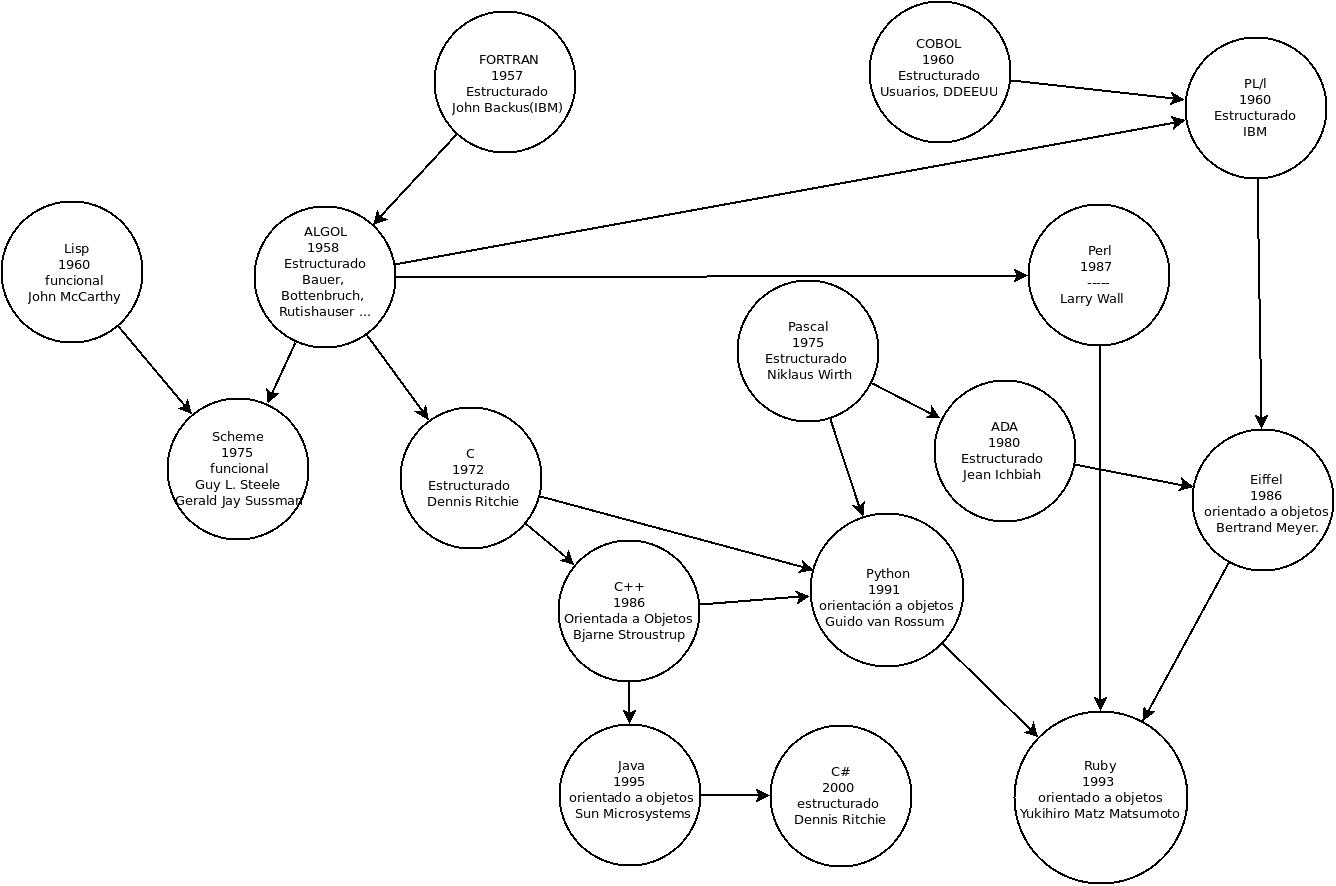 FORTRAN
1957
Estructurado
John Backus(IBM)
COBOL
1960
Estructurado
Usuarios, DDEEUU
PL/l
1960
Estructurado
IBM
Lisp
1960
funcional
John McCarthy
ALGOL
1958
Estructurado
Bauer,
Bottenbruch,
Rutishauser ...
Perl
1987
-----
Larry Wall
Pascal
1975
Estructurado
Niklaus Wirth
Scheme
1975
funcional
Guy L. Steele
Gerald Jay Sussman
C
1972
Estructurado
Dennis Ritchie
ADA
1980
Estructurado
Jean Ichbiah
Eiffel
1986
orientado a objetos
Bertrand Meyer.
C++
1986
Orientada a Objetos
Bjarne Stroustrup
Python
1991
orientación a objetos
Guido van Rossum
Java
1995
orientado a objetos
Sun Microsystems
C#
2000
estructurado
Dennis Ritchie
Ruby
1993
orientado a objetos
Yukihiro Matz Matsumoto